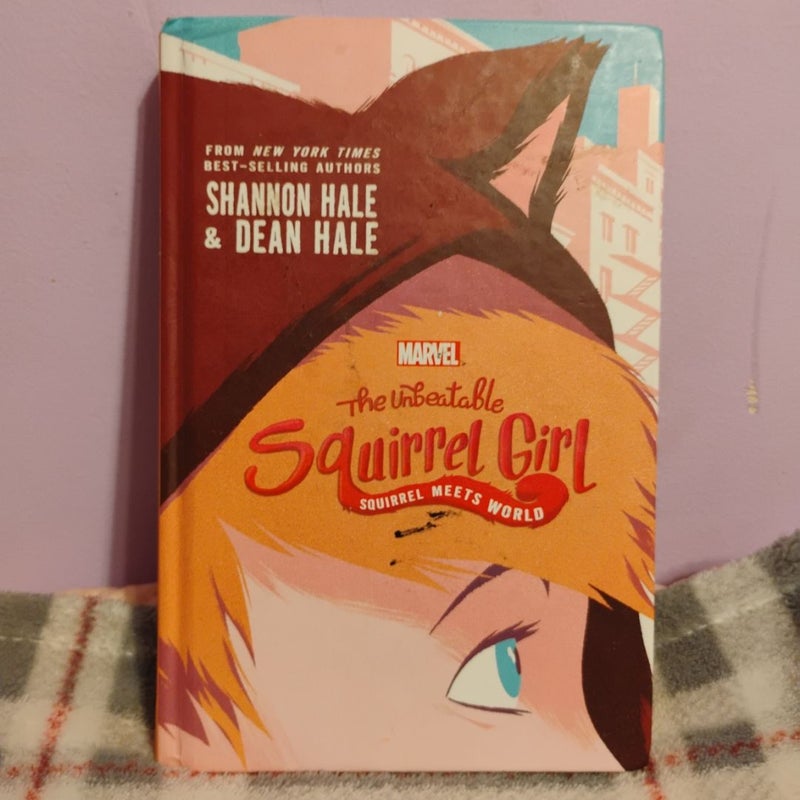 FROM NEW YORK TIMES
BEST-SELLING AUTHORS
SHANNON HALE
& DEAN HALE
MARVEL
The Unbeatable
Squirrel Girl
SQUIRREL MEETS WORLD